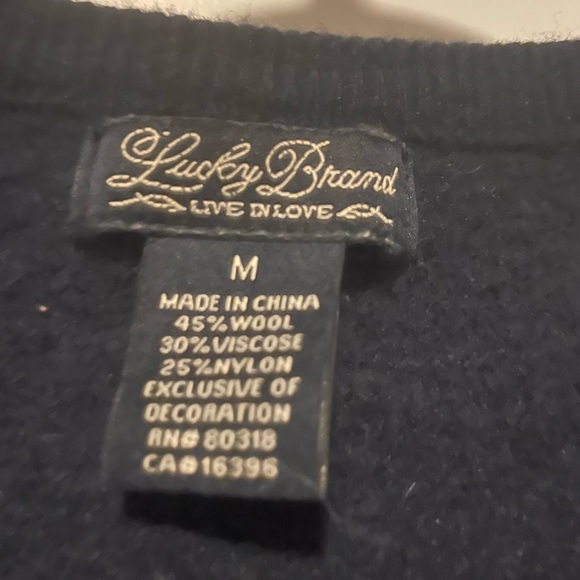 Lucky Brand
LIVE IN LOVE
M
MADE IN CHINA
45% WOOL
30% VISCOSE
25% NYLON
EXCLUSIVE OF
DECORATION
RN# 80318
CA# 16396